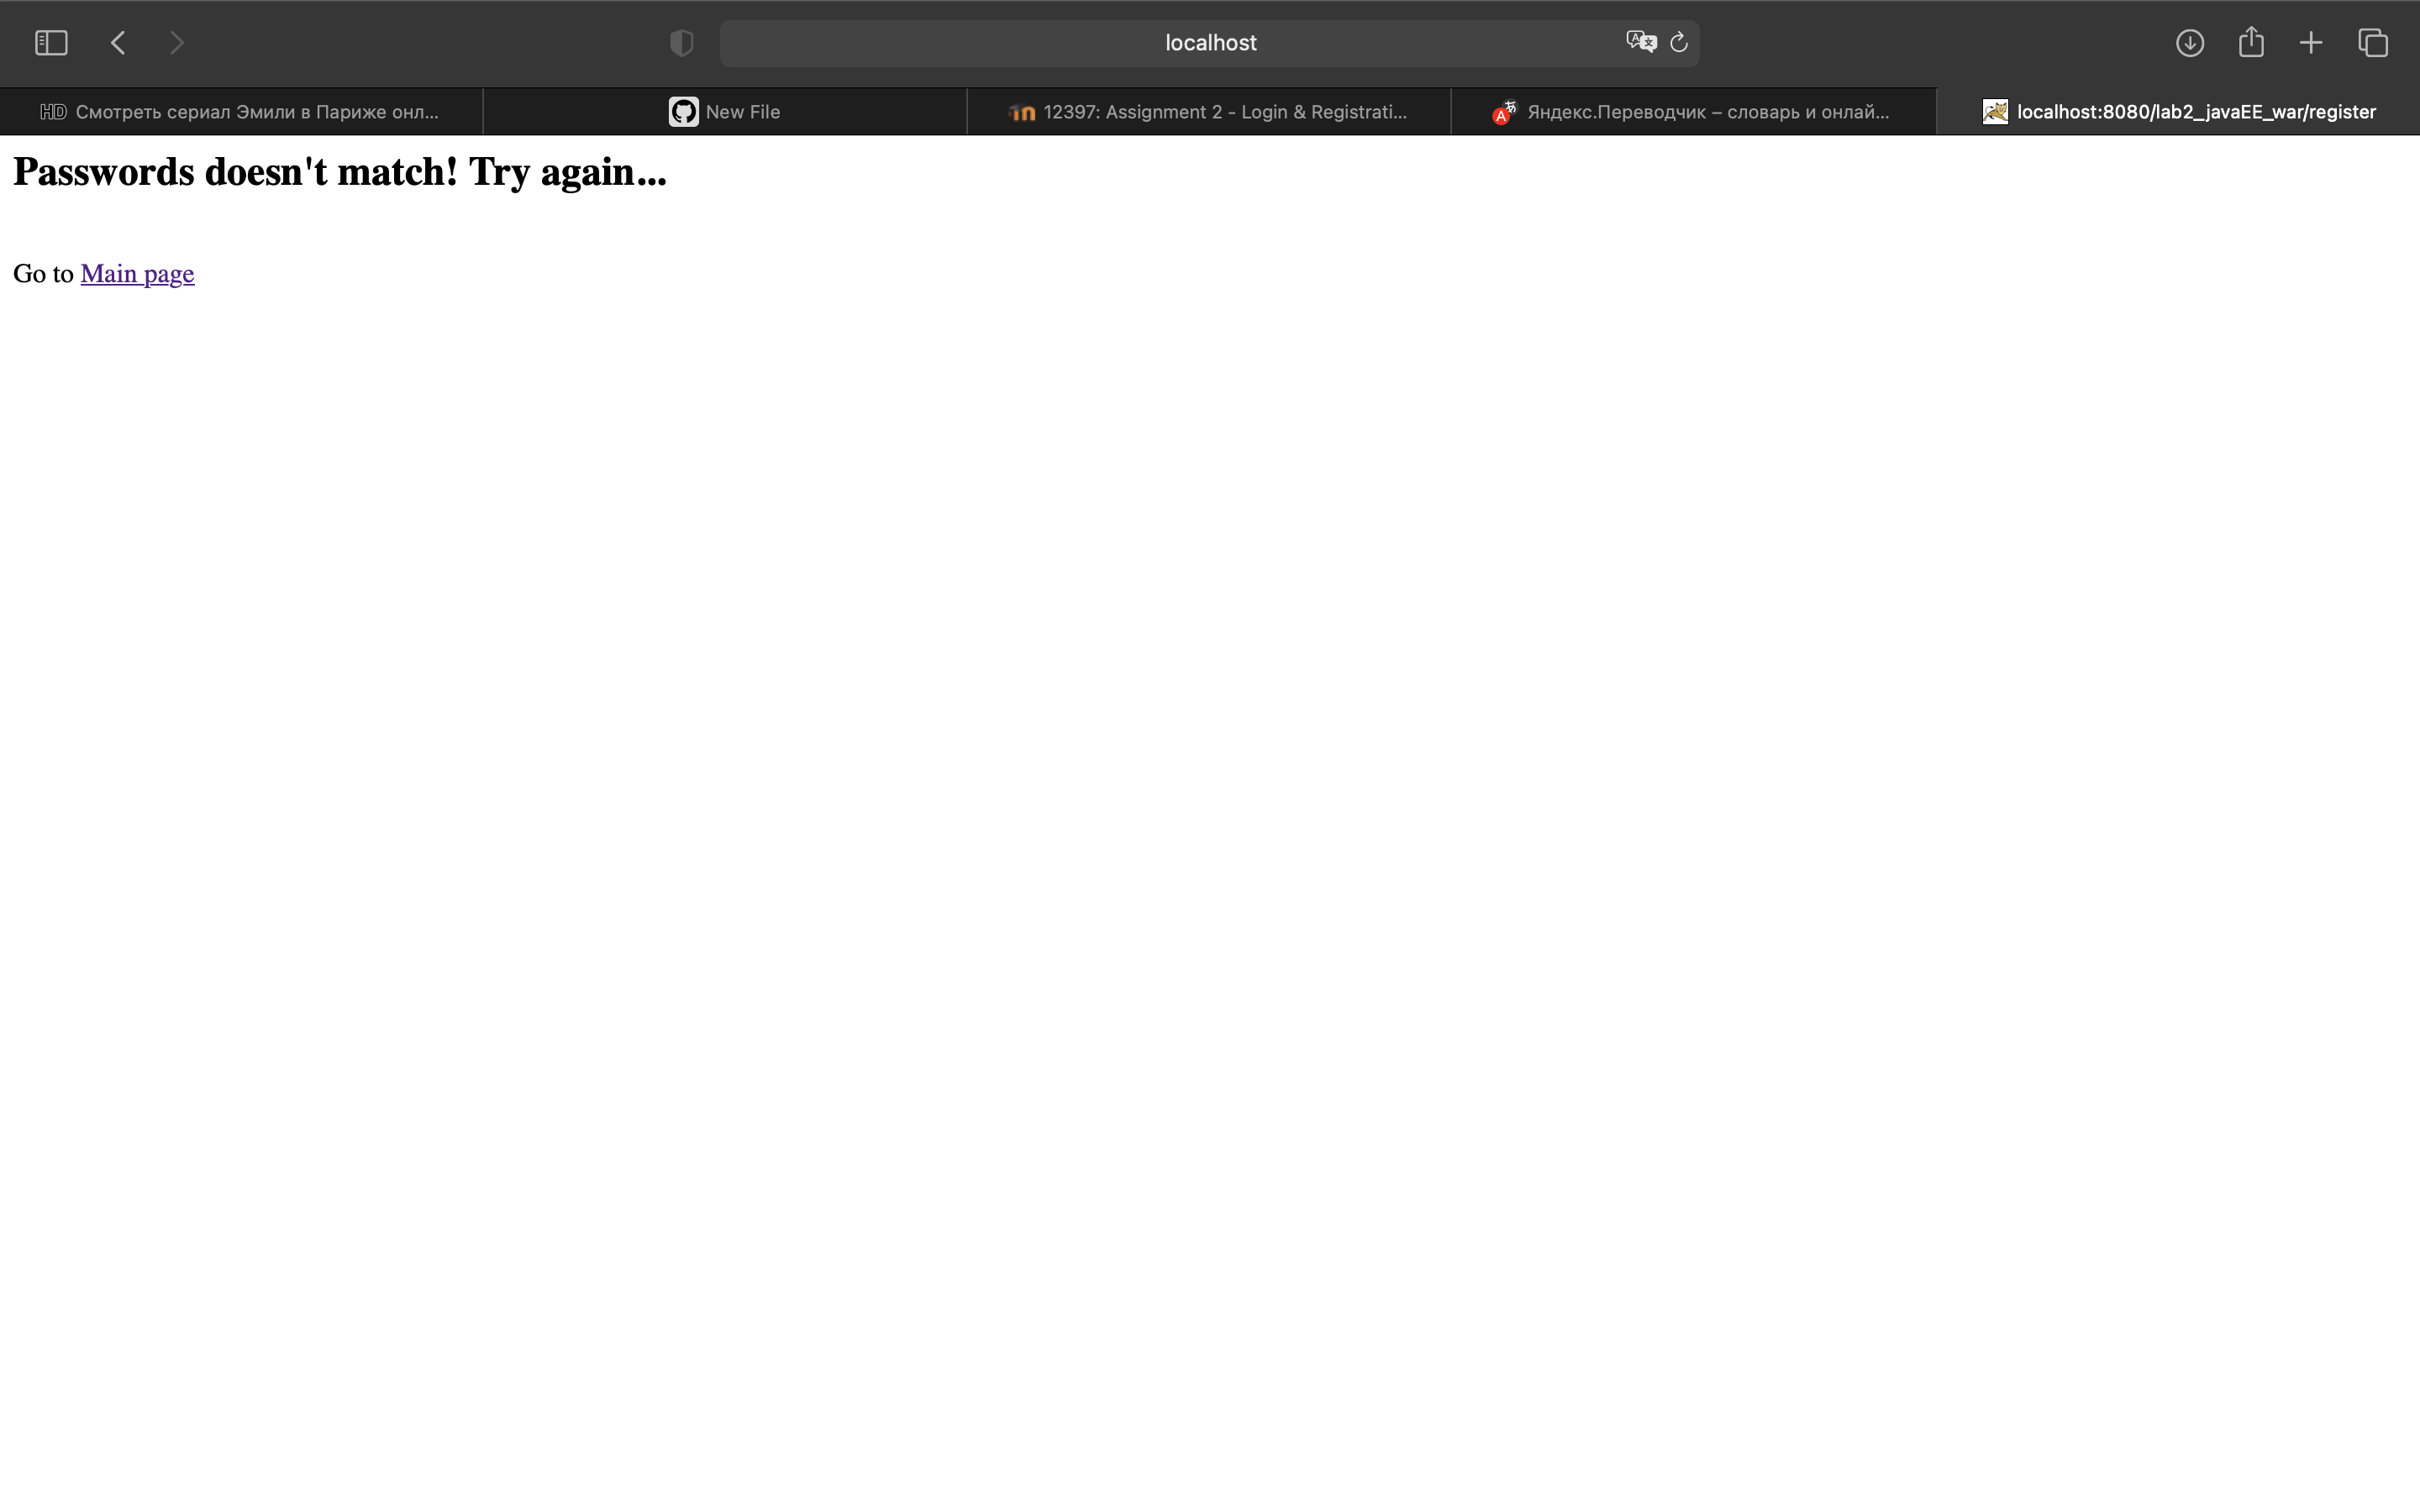 localhost
HD Смотреть сериал Эмили в Париже онл...
New File
12397: Assignment 2 - Login & Registrati...
Яндекс.Переводчик – словарь и онлай...
localhost:8080/lab2_javaEE_war/register
Passwords doesn't match! Try again...
Go to Main page